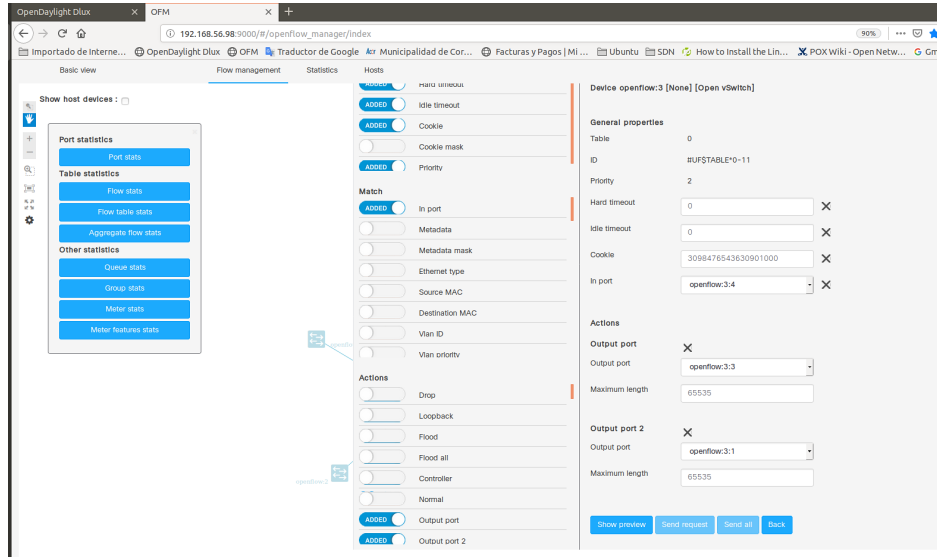 OpenDaylight Dlux
OFM
192.168.56.98:9000/#/openflow_manager/index
90%
Importado de Interne…
OpenDaylight Dlux
OFM
Traductor de Google
Municipalidad de Cor…
Facturas y Pagos | Mi …
Ubuntu
SDN
How to Install the Lin…
POX Wiki - Open Netw…
Basic view
Flow management
Statistics
Hosts
Show host devices :
Port statistics
Port stats
Table statistics
Flow stats
Flow table stats
Aggregate flow stats
Other statistics
Queue stats
Group stats
Meter stats
Meter features stats
openflow:2
ADDED Hard timeout
ADDED Idle timeout
ADDED Cookie
Cookie mask
ADDED Priority
Match
ADDED In port
Metadata
Metadata mask
Ethernet type
Source MAC
Destination MAC
Vlan ID
Vlan priority
Actions
Drop
Loopback
Flood
Flood all
Controller
Normal
ADDED Output port
ADDED Output port 2
Device openflow:3 [None] [Open vSwitch]
General properties
Table 0
ID #UF$TABLE*0-11
Priority 2
Hard timeout 0
Idle timeout 0
Cookie 3098476543630901000
In port openflow:3:4
Actions
Output port
Output port openflow:3:3
Maximum length 65535
Output port 2
Output port openflow:3:1
Maximum length 65535
Show preview
Send request
Send all
Back